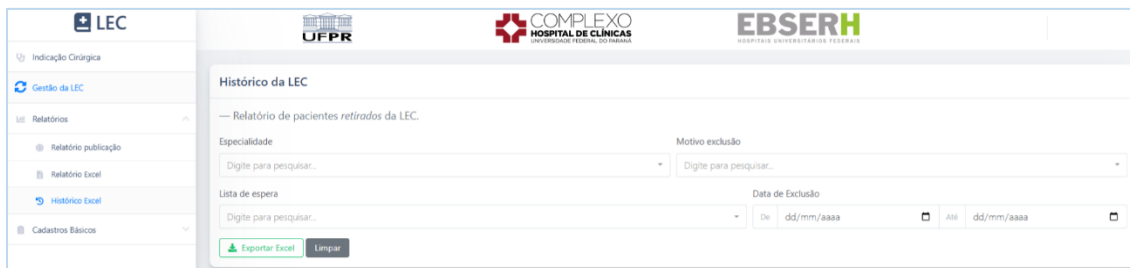 LEC
UFPR
COMPLEXO
HOSPITAL DE CLÍNICAS
UNIVERSIDADE FEDERAL DO PARANÁ
EBSERH
HOSPITAIS UNIVERSITÁRIOS FEDERAIS
Indicação Cirúrgica
Gestão da LEC
Relatórios
Relatório publicação
Relatório Excel
Histórico Excel
Cadastros Básicos
Histórico da LEC
— Relatório de pacientes retirados da LEC.
Especialidade
Motivo exclusão
Digite para pesquisar...
Digite para pesquisar...
Lista de espera
Data de Exclusão
Digite para pesquisar...
De dd/mm/aaaa Até dd/mm/aaaa
Exportar Excel Limpar